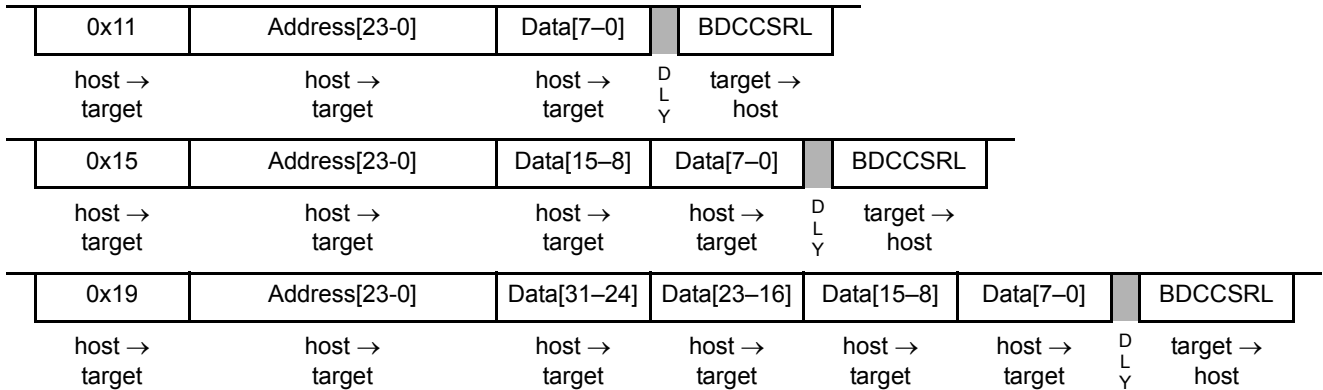 0x11 Address[23-0] Data[7–0] BDCCSRL
host → host → host → D L Y target →
target target target host
0x15 Address[23-0] Data[15–8] Data[7–0] BDCCSRL
host → host → host → host → D L Y target →
target target target target host
0x19 Address[23-0] Data[31–24] Data[23–16] Data[15–8] Data[7–0] BDCCSRL
host → host → host → host → host → host → D L Y target →
target target target target target target host